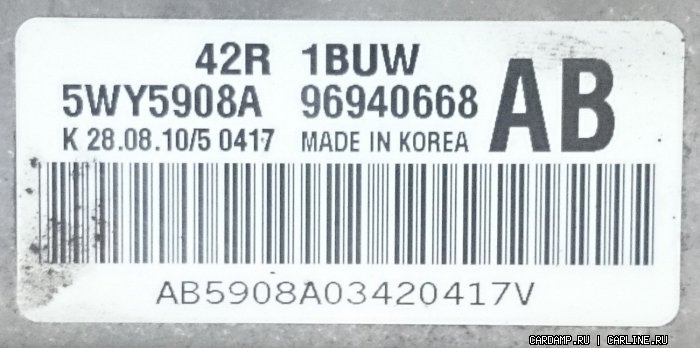 42R 1BUW
5WY5908A 96940668 AB
K 28.08.10/5 0417 MADE IN KOREA
AB5908A03420417V
CARDAMP.RU | CARLINE.RU